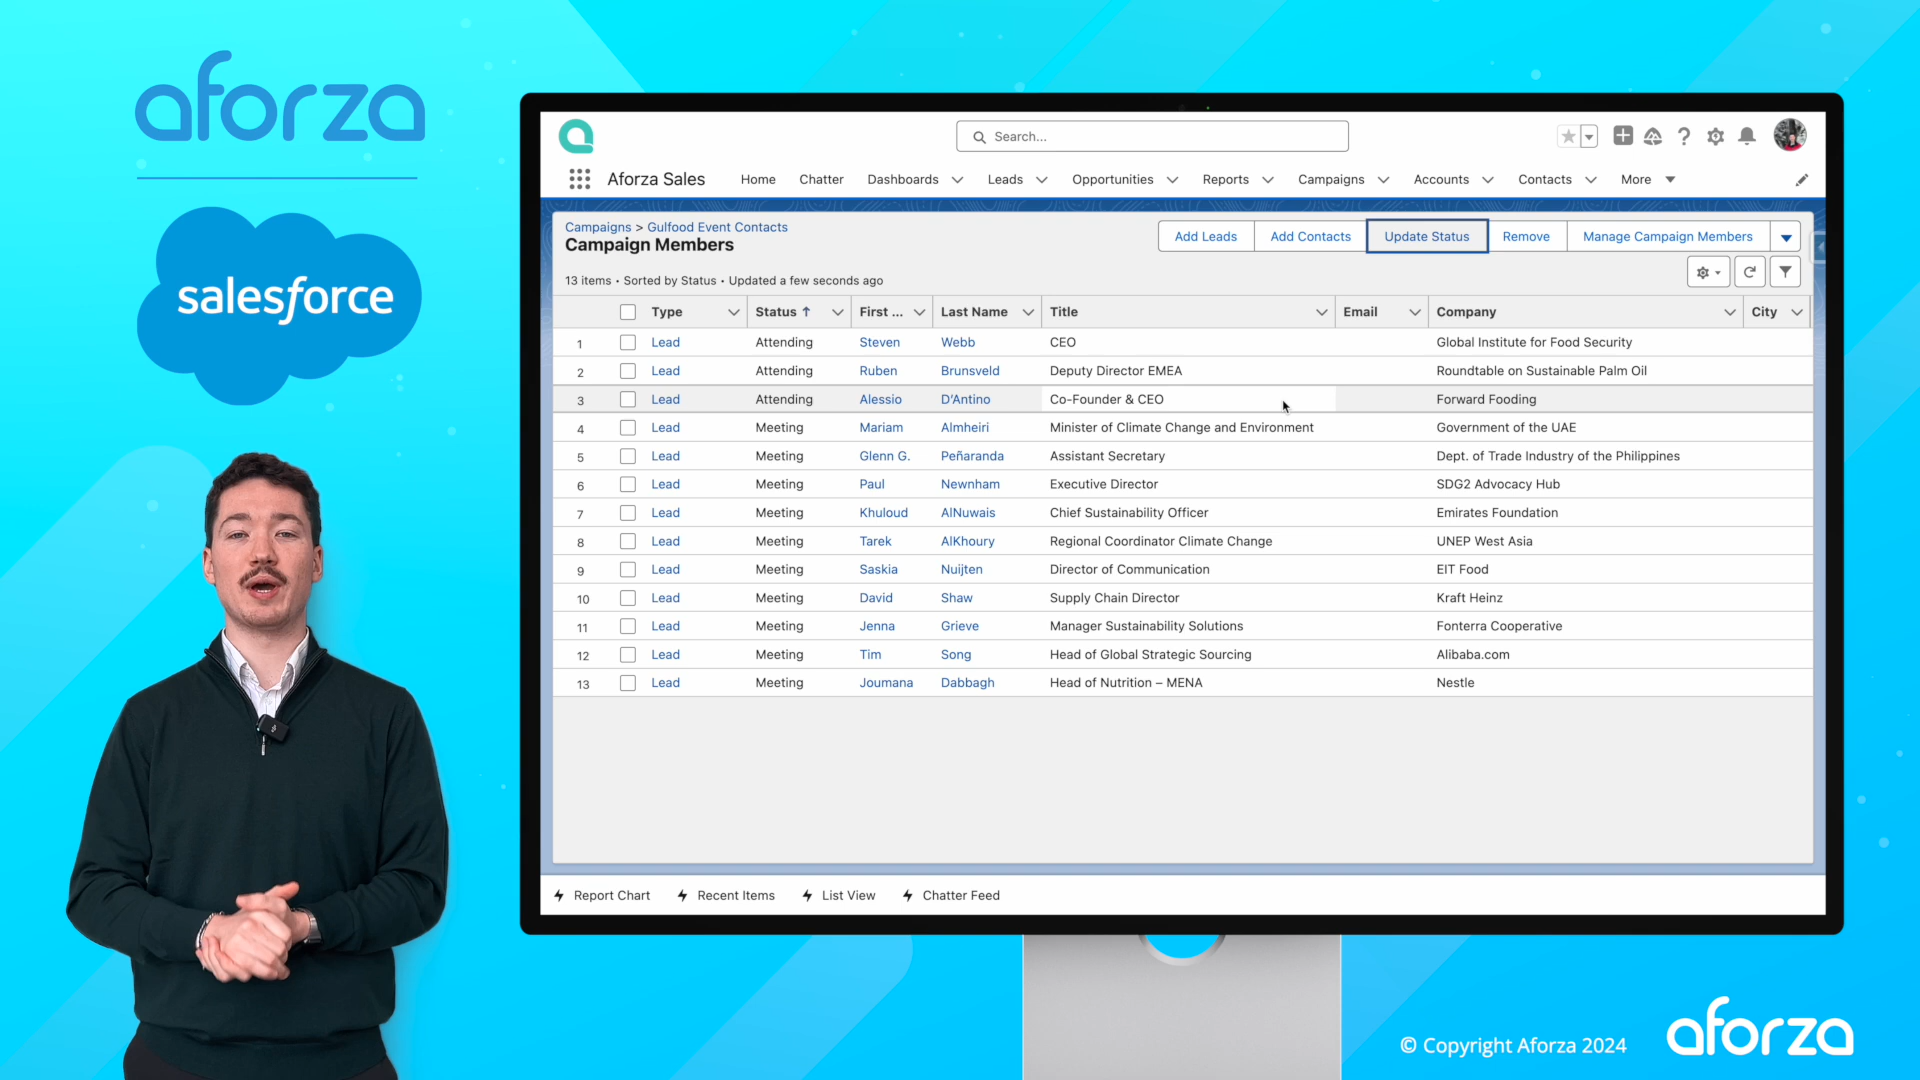 aforza
salesforce
Search...
Aforza Sales Home Chatter Dashboards Leads Opportunities Reports Campaigns Accounts Contacts More
Campaigns > Gulfood Event Contacts
Campaign Members
Add Leads Add Contacts Update Status Remove Manage Campaign Members
13 items • Sorted by Status • Updated a few seconds ago
Type Status ↑ First ... Last Name Title Email Company City
1 Lead Attending Steven Webb CEO Global Institute for Food Security
2 Lead Attending Ruben Brunsveld Deputy Director EMEA Roundtable on Sustainable Palm Oil
3 Lead Attending Alessio D'Antino Co-Founder & CEO Forward Fooding
4 Lead Meeting Mariam Almheiri Minister of Climate Change and Environment Government of the UAE
5 Lead Meeting Glenn G. Peñaranda Assistant Secretary Dept. of Trade Industry of the Philippines
6 Lead Meeting Paul Newnham Executive Director SDG2 Advocacy Hub
7 Lead Meeting Khuloud AlNuwais Chief Sustainability Officer Emirates Foundation
8 Lead Meeting Tarek AlKhoury Regional Coordinator Climate Change UNEP West Asia
9 Lead Meeting Saskia Nuijten Director of Communication EIT Food
10 Lead Meeting David Shaw Supply Chain Director Kraft Heinz
11 Lead Meeting Jenna Grieve Manager Sustainability Solutions Fonterra Cooperative
12 Lead Meeting Tim Song Head of Global Strategic Sourcing Alibaba.com
13 Lead Meeting Joumana Dabbagh Head of Nutrition – MENA Nestle
Report Chart Recent Items List View Chatter Feed
© Copyright Aforza 2024 aforza